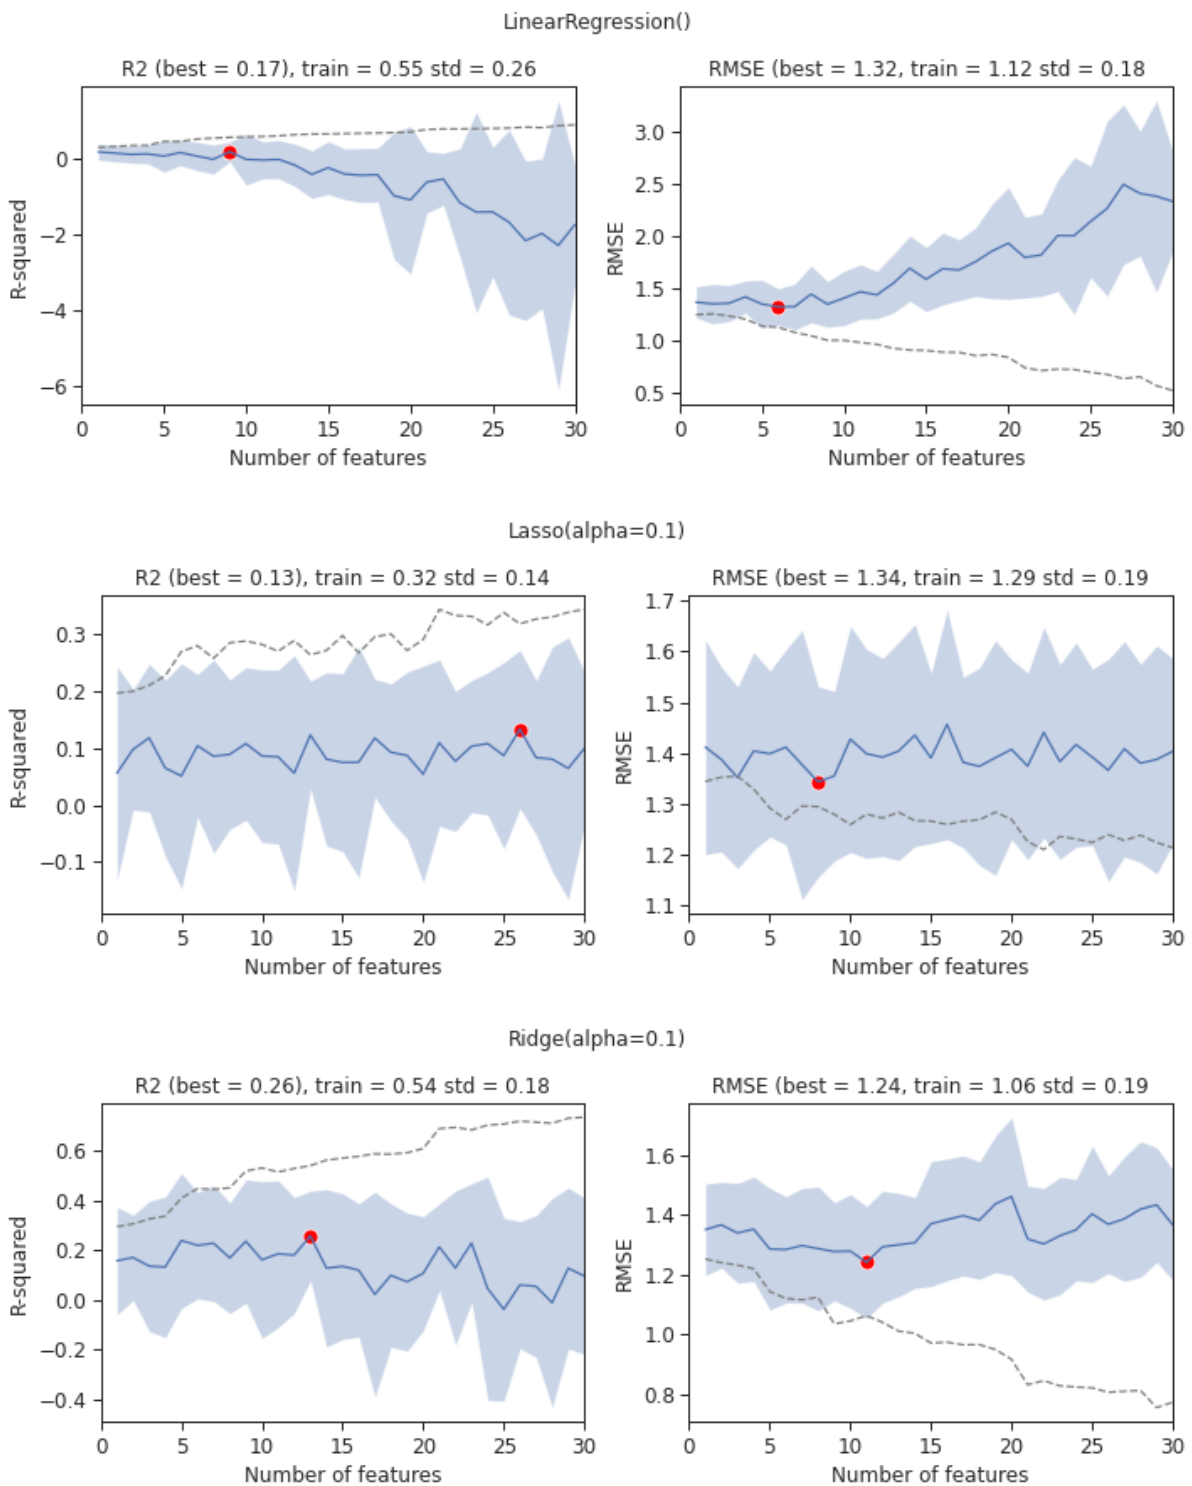 LinearRegression()
R2 (best = 0.17), train = 0.55 std = 0.26
R-squared
0
−2
−4
−6
0 5 10 15 20 25 30
Number of features
RMSE (best = 1.32, train = 1.12 std = 0.18
RMSE
3.0
2.5
2.0
1.5
1.0
0.5
0 5 10 15 20 25 30
Number of features
Lasso(alpha=0.1)
R2 (best = 0.13), train = 0.32 std = 0.14
R-squared
0.3
0.2
0.1
0.0
−0.1
0 5 10 15 20 25 30
Number of features
RMSE (best = 1.34, train = 1.29 std = 0.19
RMSE
1.7
1.6
1.5
1.4
1.3
1.2
1.1
0 5 10 15 20 25 30
Number of features
Ridge(alpha=0.1)
R2 (best = 0.26), train = 0.54 std = 0.18
R-squared
0.6
0.4
0.2
0.0
−0.2
−0.4
0 5 10 15 20 25 30
Number of features
RMSE (best = 1.24, train = 1.06 std = 0.19
RMSE
1.6
1.4
1.2
1.0
0.8
0 5 10 15 20 25 30
Number of features